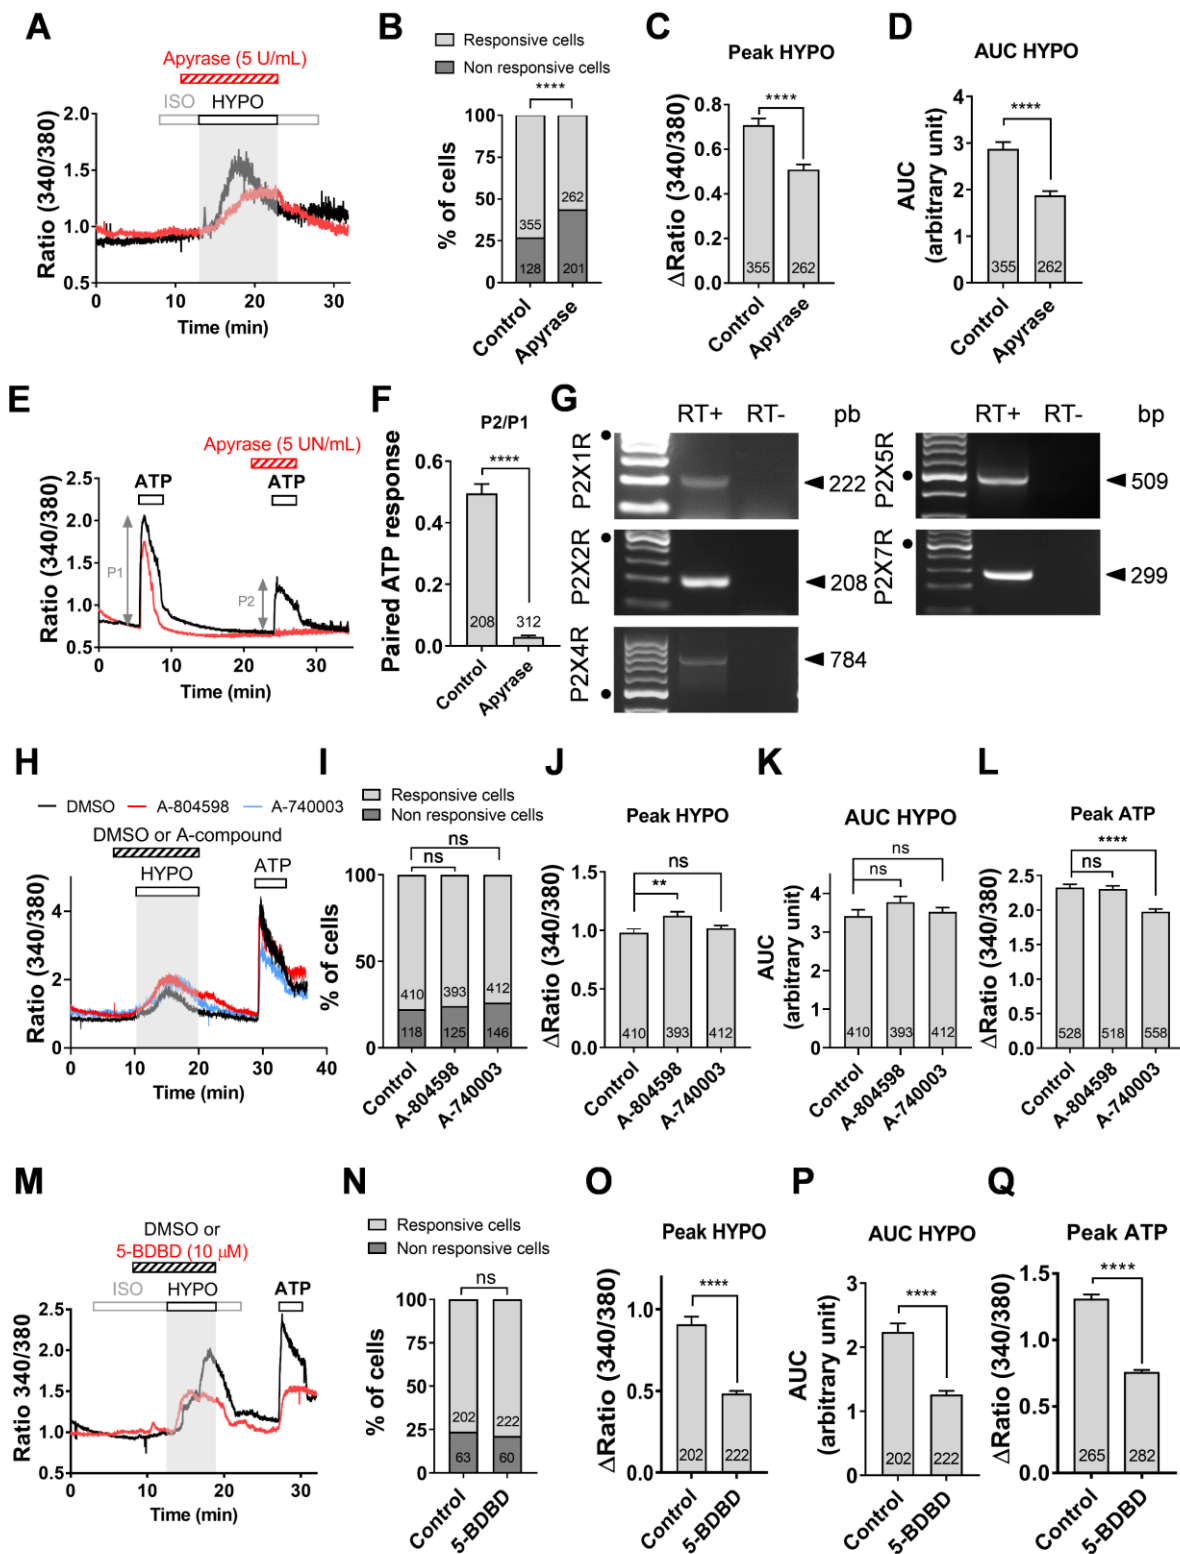 A
Apyrase (5 U/mL)
ISO HYPO
Ratio (340/380)
2.0
1.5
1.0
0.5
0 10 20 30
Time (min)
B
Responsive cells
Non responsive cells
****
% of cells
100
75
50
25
0
355 262
128 201
Control Apyrase
C
Peak HYPO
****
ΔRatio (340/380)
0.8
0.6
0.4
0.2
0.0
355 262
Control Apyrase
D
AUC HYPO
****
AUC
(arbitrary unit)
4
3
2
1
0
355 262
Control Apyrase
E
Apyrase (5 UN/mL)
ATP ATP
Ratio (340/380)
2.5
2.0
1.5
1.0
0.5
P1 P2
0 10 20 30
Time (min)
F
P2/P1
****
Paired ATP response
0.6
0.4
0.2
0.0
208 312
Control Apyrase
G
RT+ RT- pb
P2X1R 222
P2X2R 208
P2X4R 784
RT+ RT- bp
P2X5R 509
P2X7R 299
H
DMSO A-804598 A-740003
DMSO or A-compound
HYPO ATP
Ratio (340/380)
4
2
0
0 10 20 30 40
Time (min)
I
Responsive cells
Non responsive cells
ns
ns
% of cells
100
50
0
410 393 412
118 125 146
Control A-804598 A-740003
J
Peak HYPO
ns
**
ΔRatio (340/380)
1.5
1.0
0.5
0.0
410 393 412
Control A-804598 A-740003
K
AUC HYPO
ns
ns
AUC
(arbitrary unit)
5
4
3
2
1
0
410 393 412
Control A-804598 A-740003
L
Peak ATP
****
ns
ΔRatio (340/380)
2.5
2.0
1.5
1.0
0.5
0.0
528 518 558
Control A-804598 A-740003
M
DMSO or
5-BDBD (10 µM)
ISO HYPO ATP
Ratio 340/380
2.5
2.0
1.5
1.0
0.5
0 10 20 30
Time (min)
N
Responsive cells
Non responsive cells
ns
% of cells
100
75
50
25
0
202 222
63 60
Control 5-BDBD
O
Peak HYPO
****
ΔRatio (340/380)
1.0
0.5
0.0
202 222
Control 5-BDBD
P
AUC HYPO
****
AUC
(arbitrary unit)
3
2
1
0
202 222
Control 5-BDBD
Q
Peak ATP
****
ΔRatio (340/380)
1.5
1.0
0.5
0.0
265 282
Control 5-BDBD